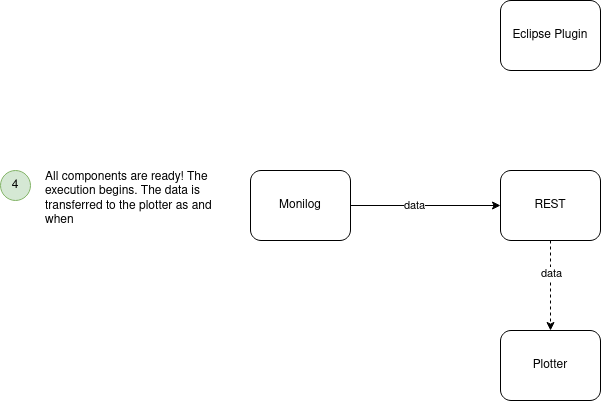 Eclipse Plugin
4
All components are ready! The
execution begins. The data is
transferred to the plotter as and
when
Monilog
data
REST
data
Plotter